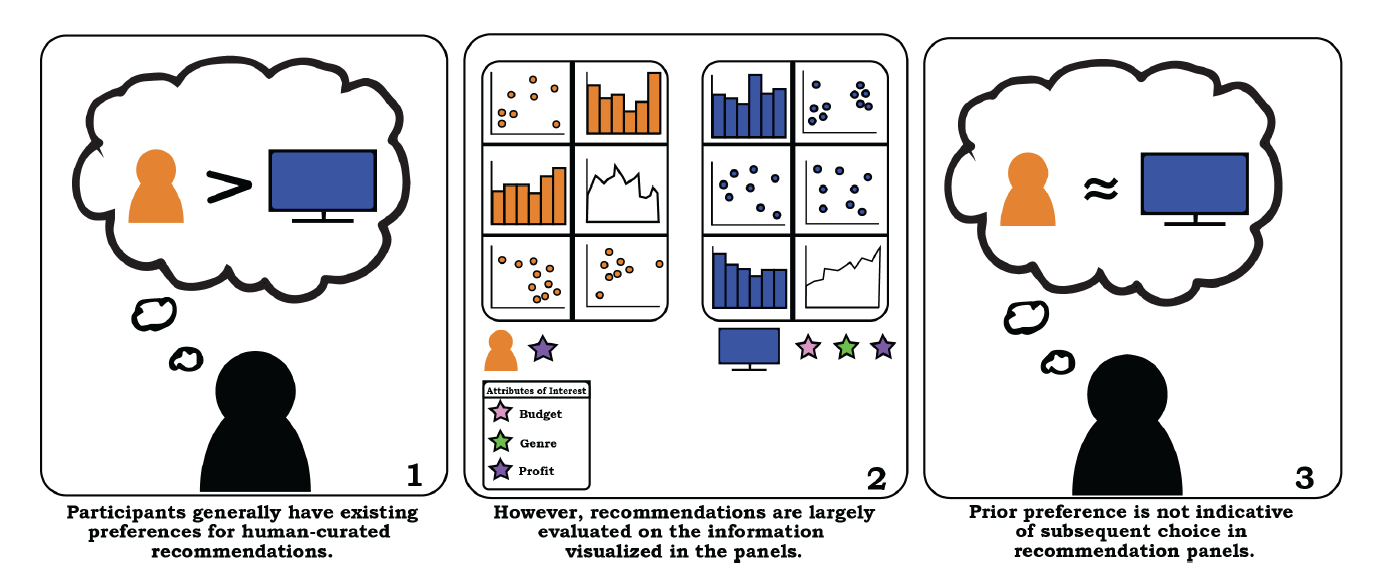 >
1
Participants generally have existing
preferences for human-curated
recommendations.
Attributes of Interest
Budget
Genre
Profit
2
However, recommendations are largely
evaluated on the information
visualized in the panels.
≈
3
Prior preference is not indicative
of subsequent choice in
recommendation panels.